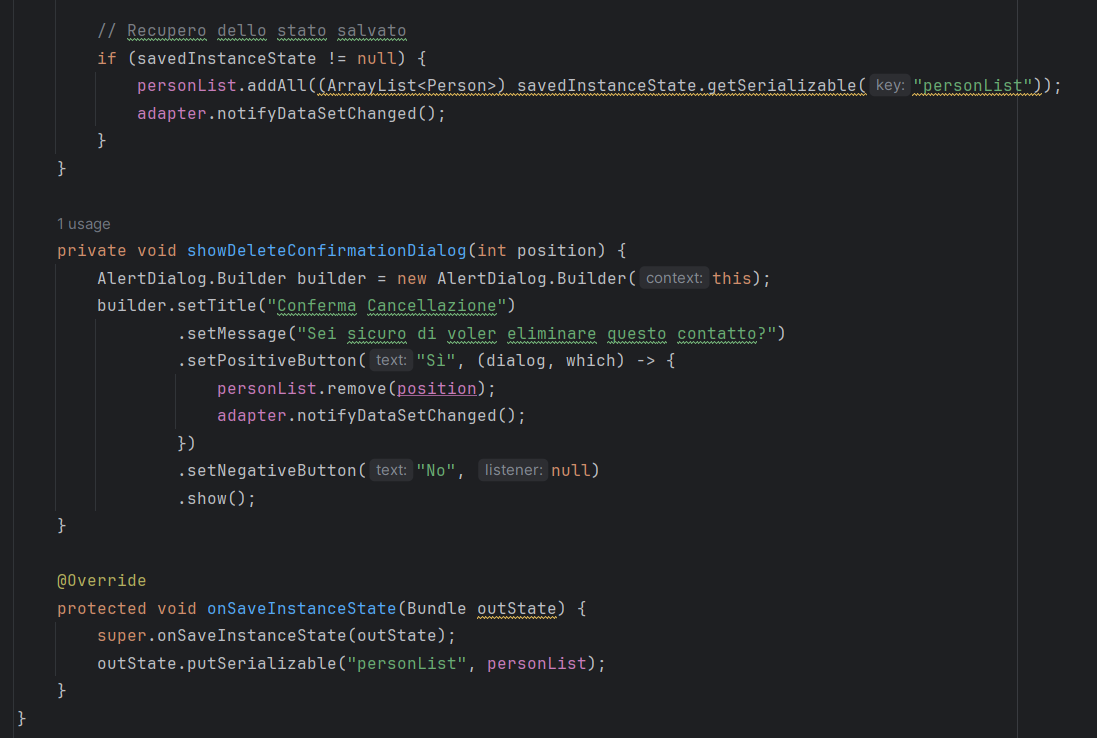 // Recupero dello stato salvato
if (savedInstanceState != null) {
personList.addAll((ArrayList<Person>) savedInstanceState.getSerializable( key: "personList"));
adapter.notifyDataSetChanged();
}
}
1 usage
private void showDeleteConfirmationDialog(int position) {
AlertDialog.Builder builder = new AlertDialog.Builder( context: this);
builder.setTitle("Conferma Cancellazione")
.setMessage("Sei sicuro di voler eliminare questo contatto?")
.setPositiveButton( text: "Sì", (dialog, which) -> {
personList.remove(position);
adapter.notifyDataSetChanged();
})
.setNegativeButton( text: "No", listener: null)
.show();
}
@Override
protected void onSaveInstanceState(Bundle outState) {
super.onSaveInstanceState(outState);
outState.putSerializable("personList", personList);
}
}